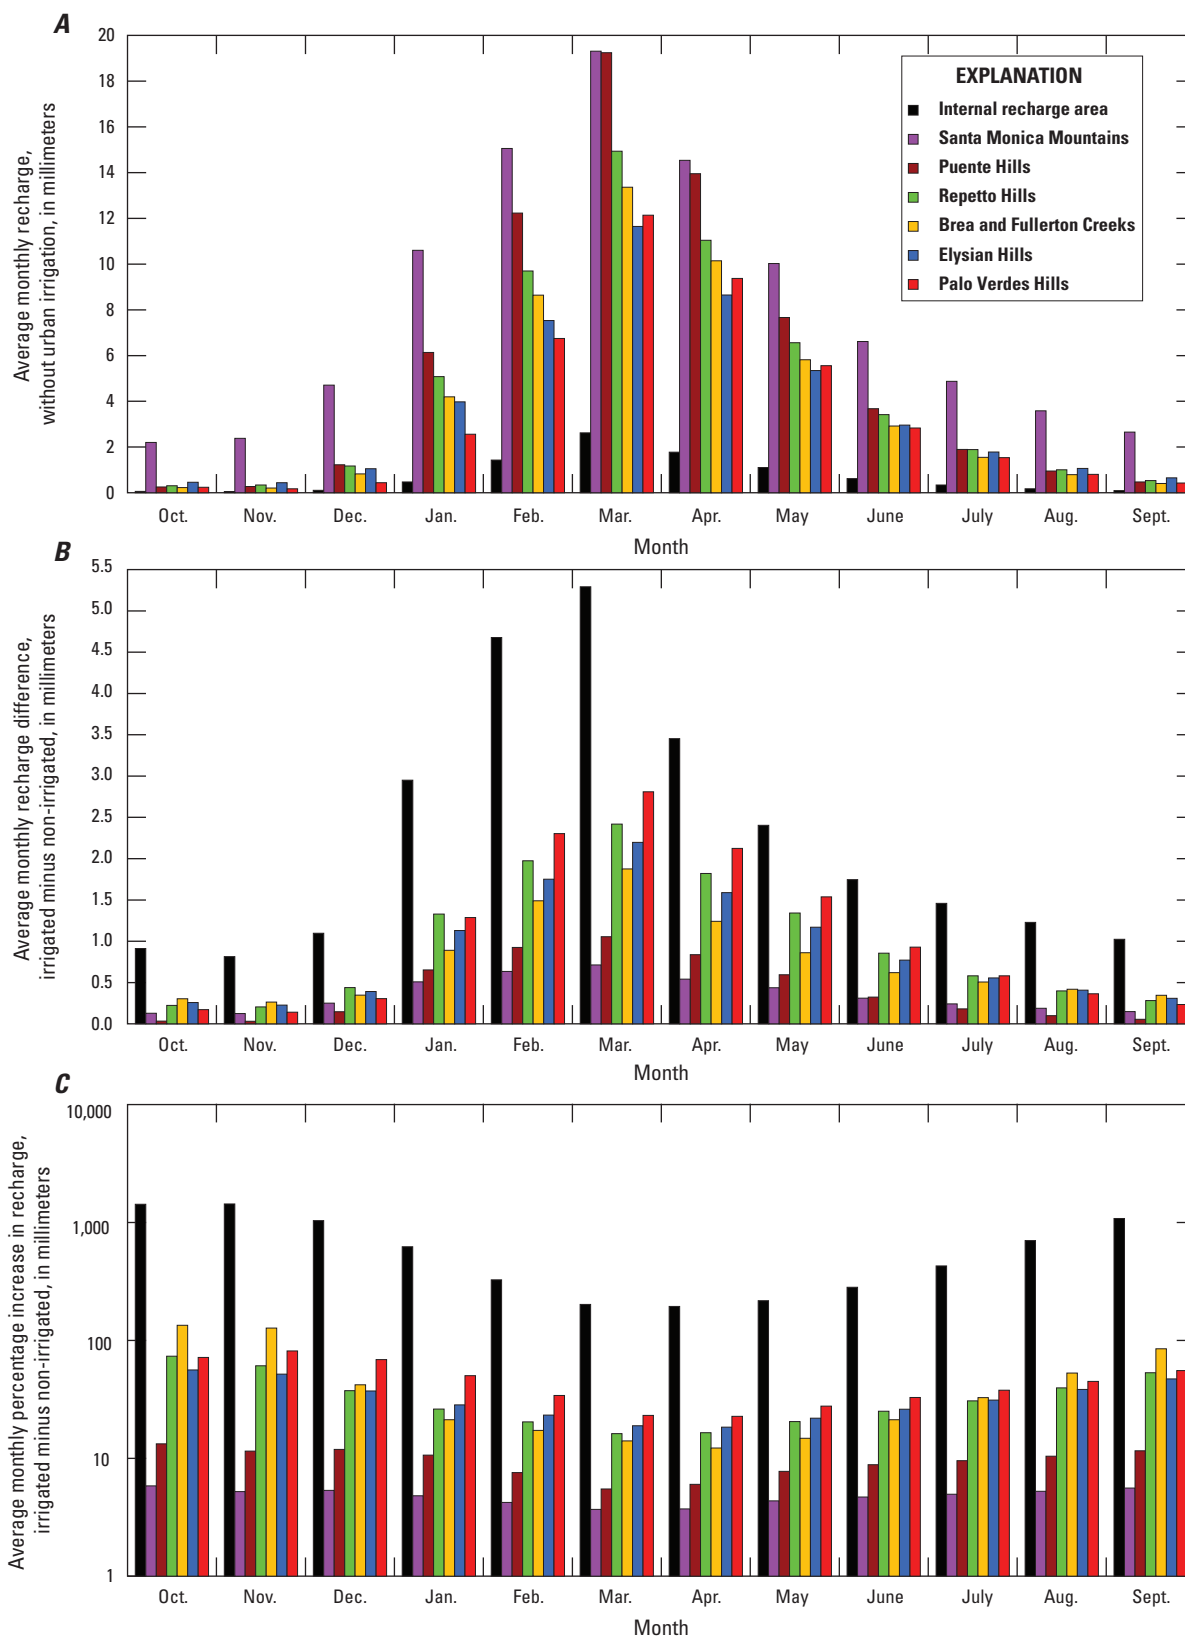 A
Average monthly recharge,
without urban irrigation, in millimeters
20
18
16
14
12
10
8
6
4
2
0
EXPLANATION
Internal recharge area
Santa Monica Mountains
Puente Hills
Repetto Hills
Brea and Fullerton Creeks
Elysian Hills
Palo Verdes Hills
Oct. Nov. Dec. Jan. Feb. Mar. Apr. May June July Aug. Sept.
Month
B
Average monthly recharge difference,
irrigated minus non-irrigated, in millimeters
5.5
5.0
4.5
4.0
3.5
3.0
2.5
2.0
1.5
1.0
0.5
0.0
Oct. Nov. Dec. Jan. Feb. Mar. Apr. May June July Aug. Sept.
Month
C
Average monthly percentage increase in recharge,
irrigated minus non-irrigated, in millimeters
10,000
1,000
100
10
1
Oct. Nov. Dec. Jan. Feb. Mar. Apr. May June July Aug. Sept.
Month